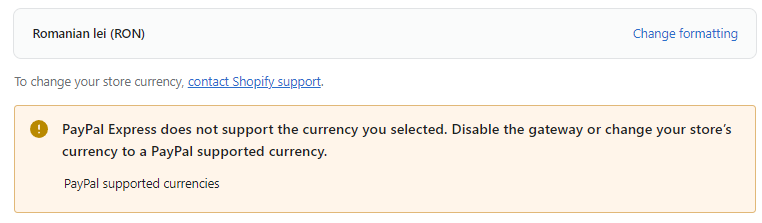 Romanian lei (RON)
Change formatting
To change your store currency, contact Shopify support.
PayPal Express does not support the currency you selected. Disable the gateway or change your store's
currency to a PayPal supported currency.
PayPal supported currencies